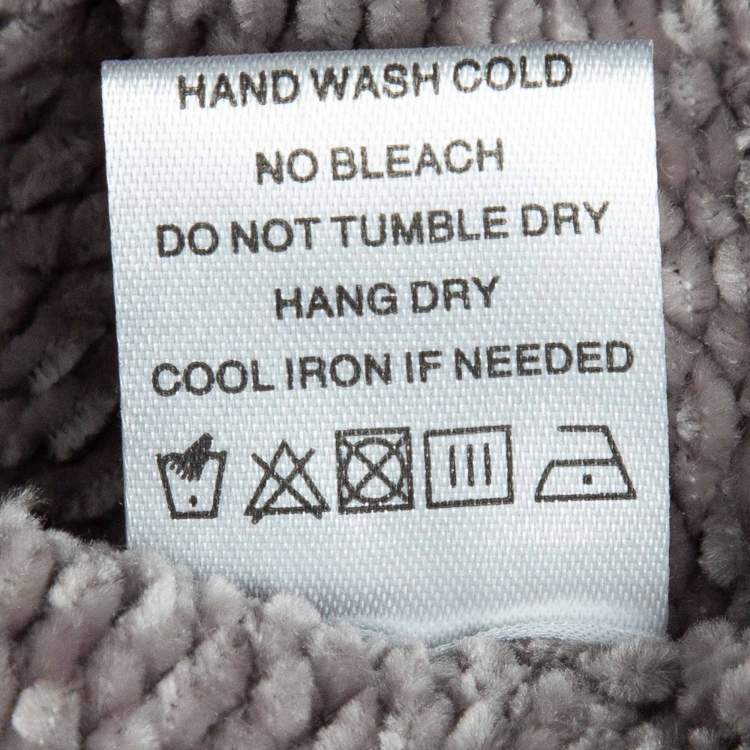 HAND WASH COLD
NO BLEACH
DO NOT TUMBLE DRY
HANG DRY
COOL IRON IF NEEDED